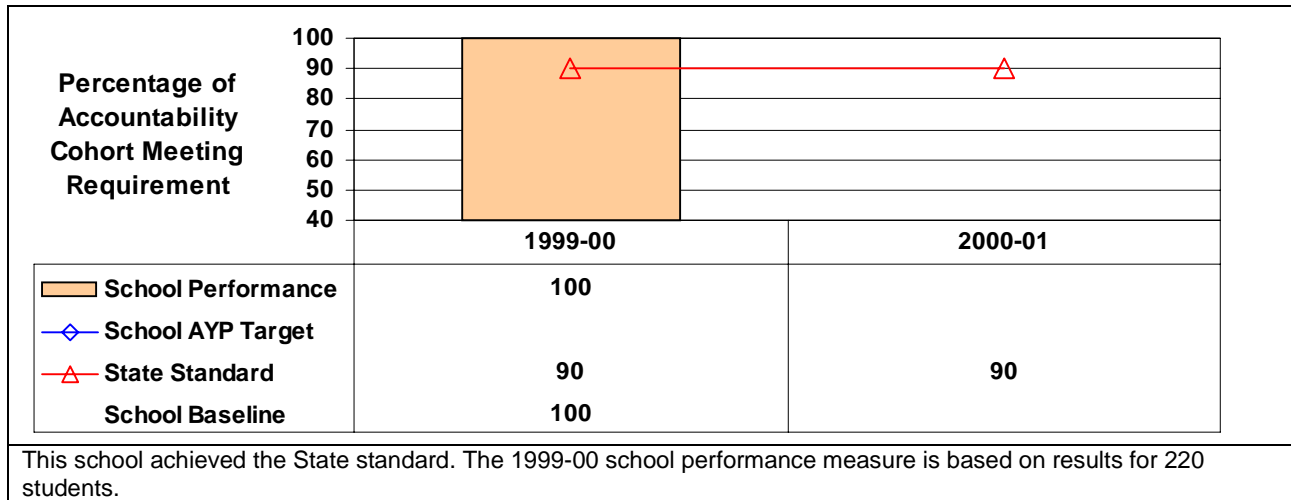 Percentage of
Accountability
Cohort Meeting
Requirement
100
90
80
70
60
50
40
1999-00 2000-01
School Performance 100
School AYP Target
State Standard 90 90
School Baseline 100
This school achieved the State standard. The 1999-00 school performance measure is based on results for 220
students.